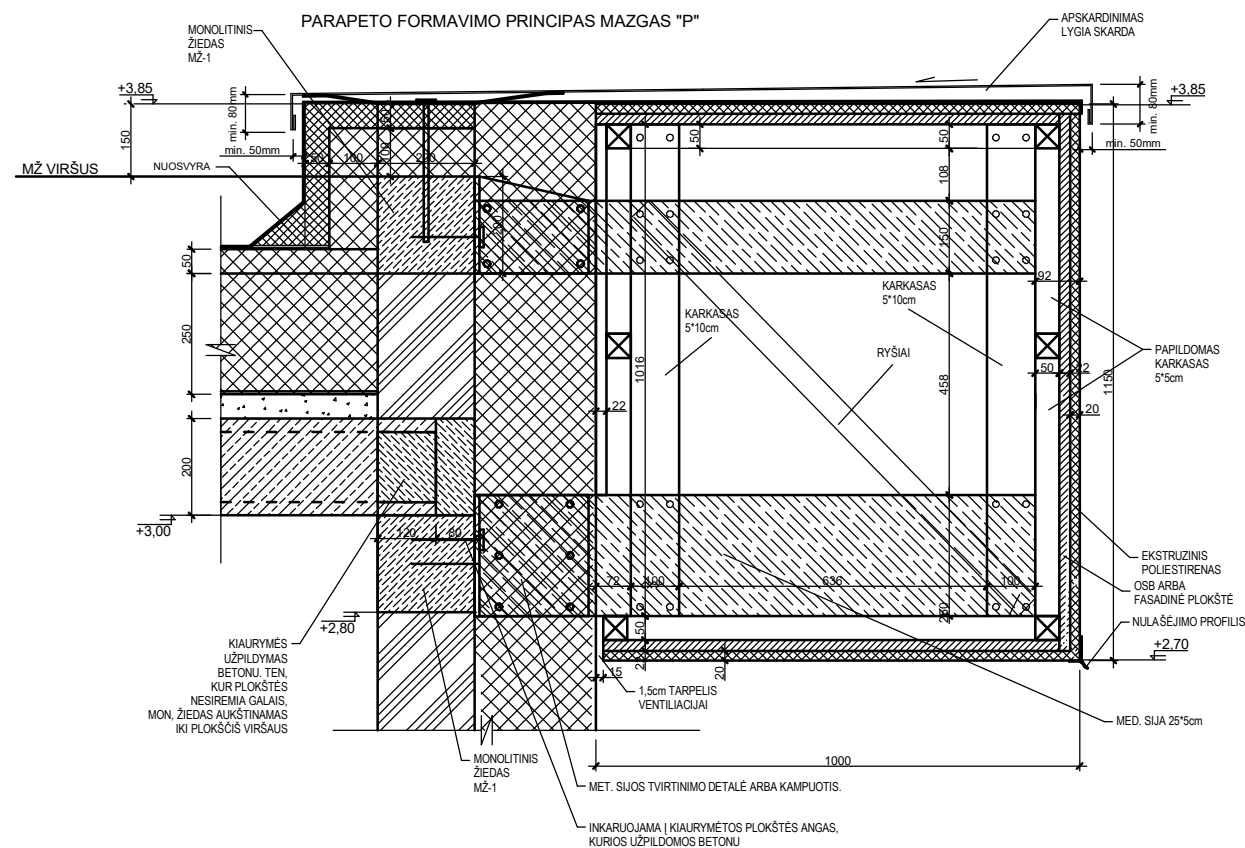 PARAPETO FORMAVIMO PRINCIPAS MAZGAS "P"
MONOLITINIS
ŽIEDAS
MŽ-1
APSKARDINIMAS
LYGIA SKARDA
+3,85
+3,85
min. 80mm
min. 80mm
150
min. 50mm
min. 50mm
NUOSVYRA
MŽ VIRŠUS
50
100
100
50
50
108
150
50
250
200
92
KARKASAS
5*10cm
KARKASAS
5*10cm
RYŠIAI
PAPILDOMAS
KARKASAS
5*5cm
1016
458
50
22
1150
22
20
+3,00
120
80
72
100
636
100
+2,80
50
20
15
+2,70
EKSTRUZINIS
POLIESTIRENAS
OSB ARBA
FASADINĖ PLOKŠTĖ
NULAŠĖJIMO PROFILIS
KIAURYMĖS
UŽPILDYMAS
BETONU. TEN,
KUR PLOKŠTĖS
NESIREMIA GALAIS,
MON, ŽIEDAS AUKŠTINAMAS
IKI PLOKŠČIŠ VIRŠAUS
1,5cm TARPELIS
VENTILIACIJAI
MED. SIJA 25*5cm
MONOLITINIS
ŽIEDAS
MŽ-1
1000
MET. SIJOS TVIRTINIMO DETALĖ ARBA KAMPUOTIS.
INKARUOJAMA Į KIAURYMĖTOS PLOKŠTĖS ANGAS,
KURIOS UŽPILDOMOS BETONU